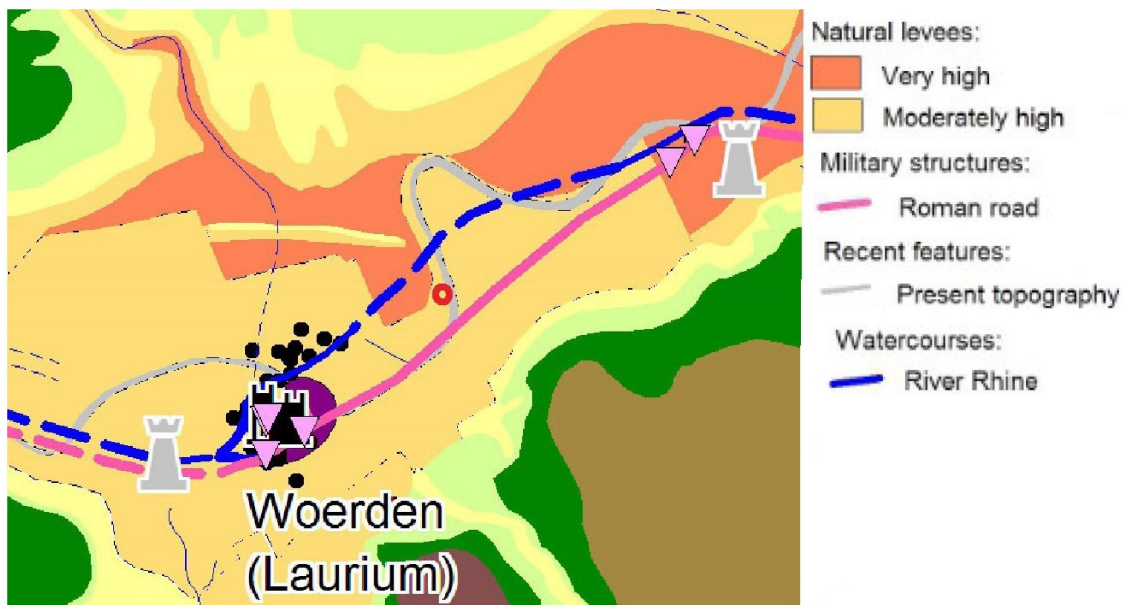 Natural levees:
Very high
Moderately high
Military structures:
Roman road
Recent features:
Present topography
Watercourses:
River Rhine
Woerden
(Laurium)